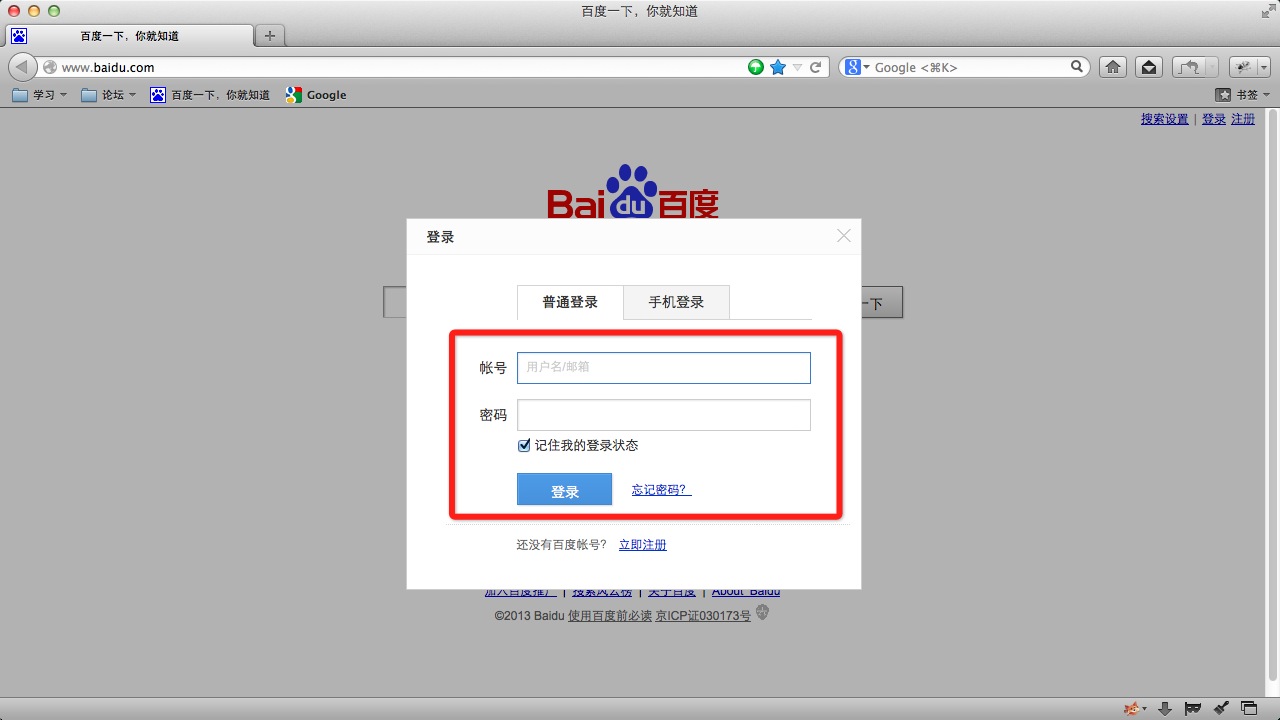 百度一下，你就知道
百度一下，你就知道
www.baidu.com
Google <⌘K>
学习 论坛 百度一下，你就知道 Google 书签
搜索设置 | 登录 注册
Bai du 百度
登录
普通登录 手机登录
一下
帐号 用户名/邮箱
密码
记住我的登录状态
登录 忘记密码？
还没有百度帐号？ 立即注册
加入百度推广 | 搜索风云榜 | 关于百度 | About Baidu
©2013 Baidu 使用百度前必读 京ICP证030173号